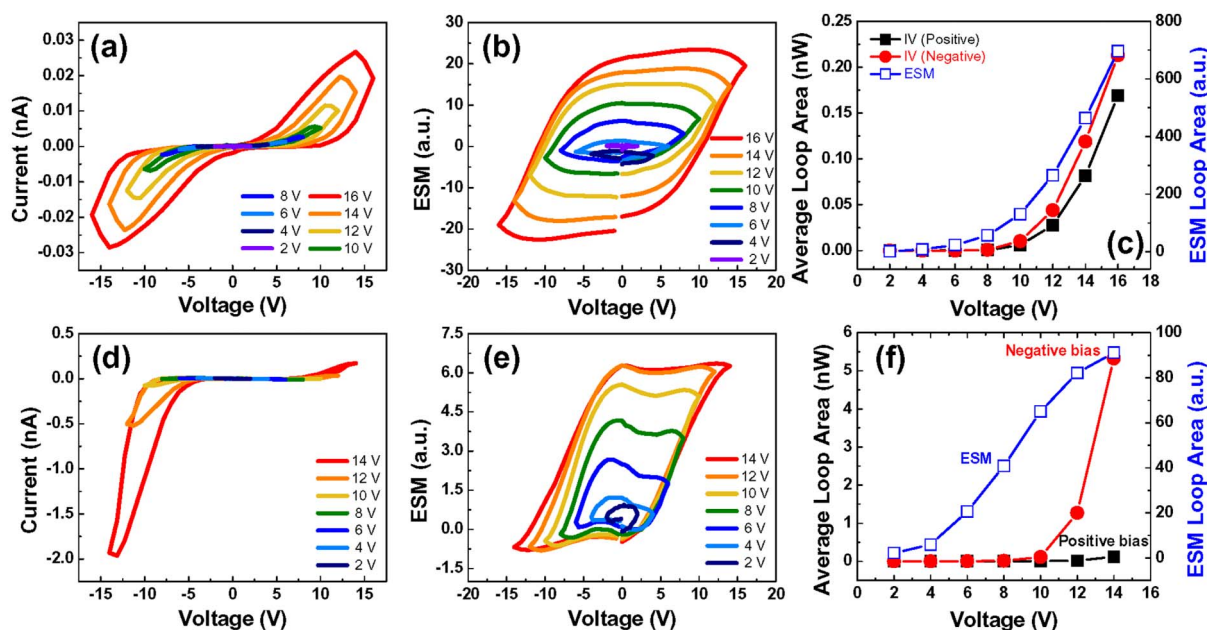 (a)
Current (nA)
0.03
0.02
0.01
0.00
-0.01
-0.02
-0.03
8 V 16 V
6 V 14 V
4 V 12 V
2 V 10 V
-15 -10 -5 0 5 10 15
Voltage (V)
(b)
ESM (a.u.)
30
20
10
0
-10
-20
-30
16 V
14 V
12 V
10 V
8 V
6 V
4 V
2 V
-20 -15 -10 -5 0 5 10 15 20
Voltage (V)
(c)
Average Loop Area (nW)
0.25
0.20
0.15
0.10
0.05
0.00
IV (Positive)
IV (Negative)
ESM
800
600
400
200
0
ESM Loop Area (a.u.)
0 2 4 6 8 10 12 14 16 18
Voltage (V)
(d)
Current (nA)
0.5
0.0
-0.5
-1.0
-1.5
-2.0
14 V
12 V
10 V
8 V
6 V
4 V
2 V
-15 -10 -5 0 5 10 15
Voltage (V)
(e)
ESM (a.u.)
7.5
6.0
4.5
3.0
1.5
0.0
-1.5
14 V
12 V
10 V
8 V
6 V
4 V
2 V
-15 -10 -5 0 5 10 15
Voltage (V)
(f)
Average Loop Area (nW)
6
5
4
3
2
1
0
Negative bias
ESM
Positive bias
100
80
60
40
20
0
ESM Loop Area (a.u.)
0 2 4 6 8 10 12 14 16
Voltage (V)